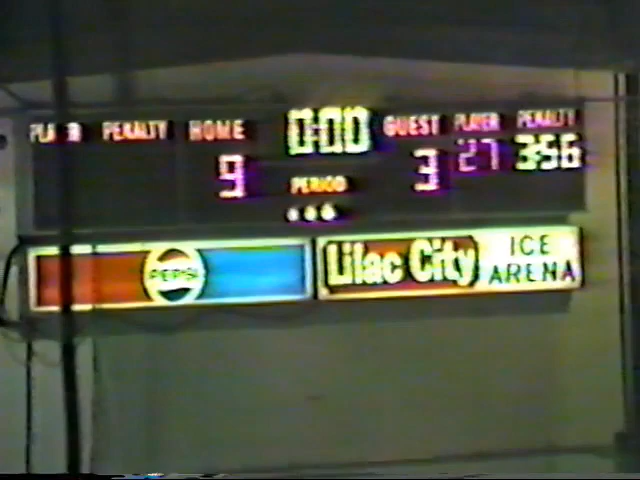 PLAYER PENALTY HOME 0:00 GUEST PLAYER PENALTY
9 PERIOD 3 27 3:56
PEPSI Lilac City ICE
ARENA